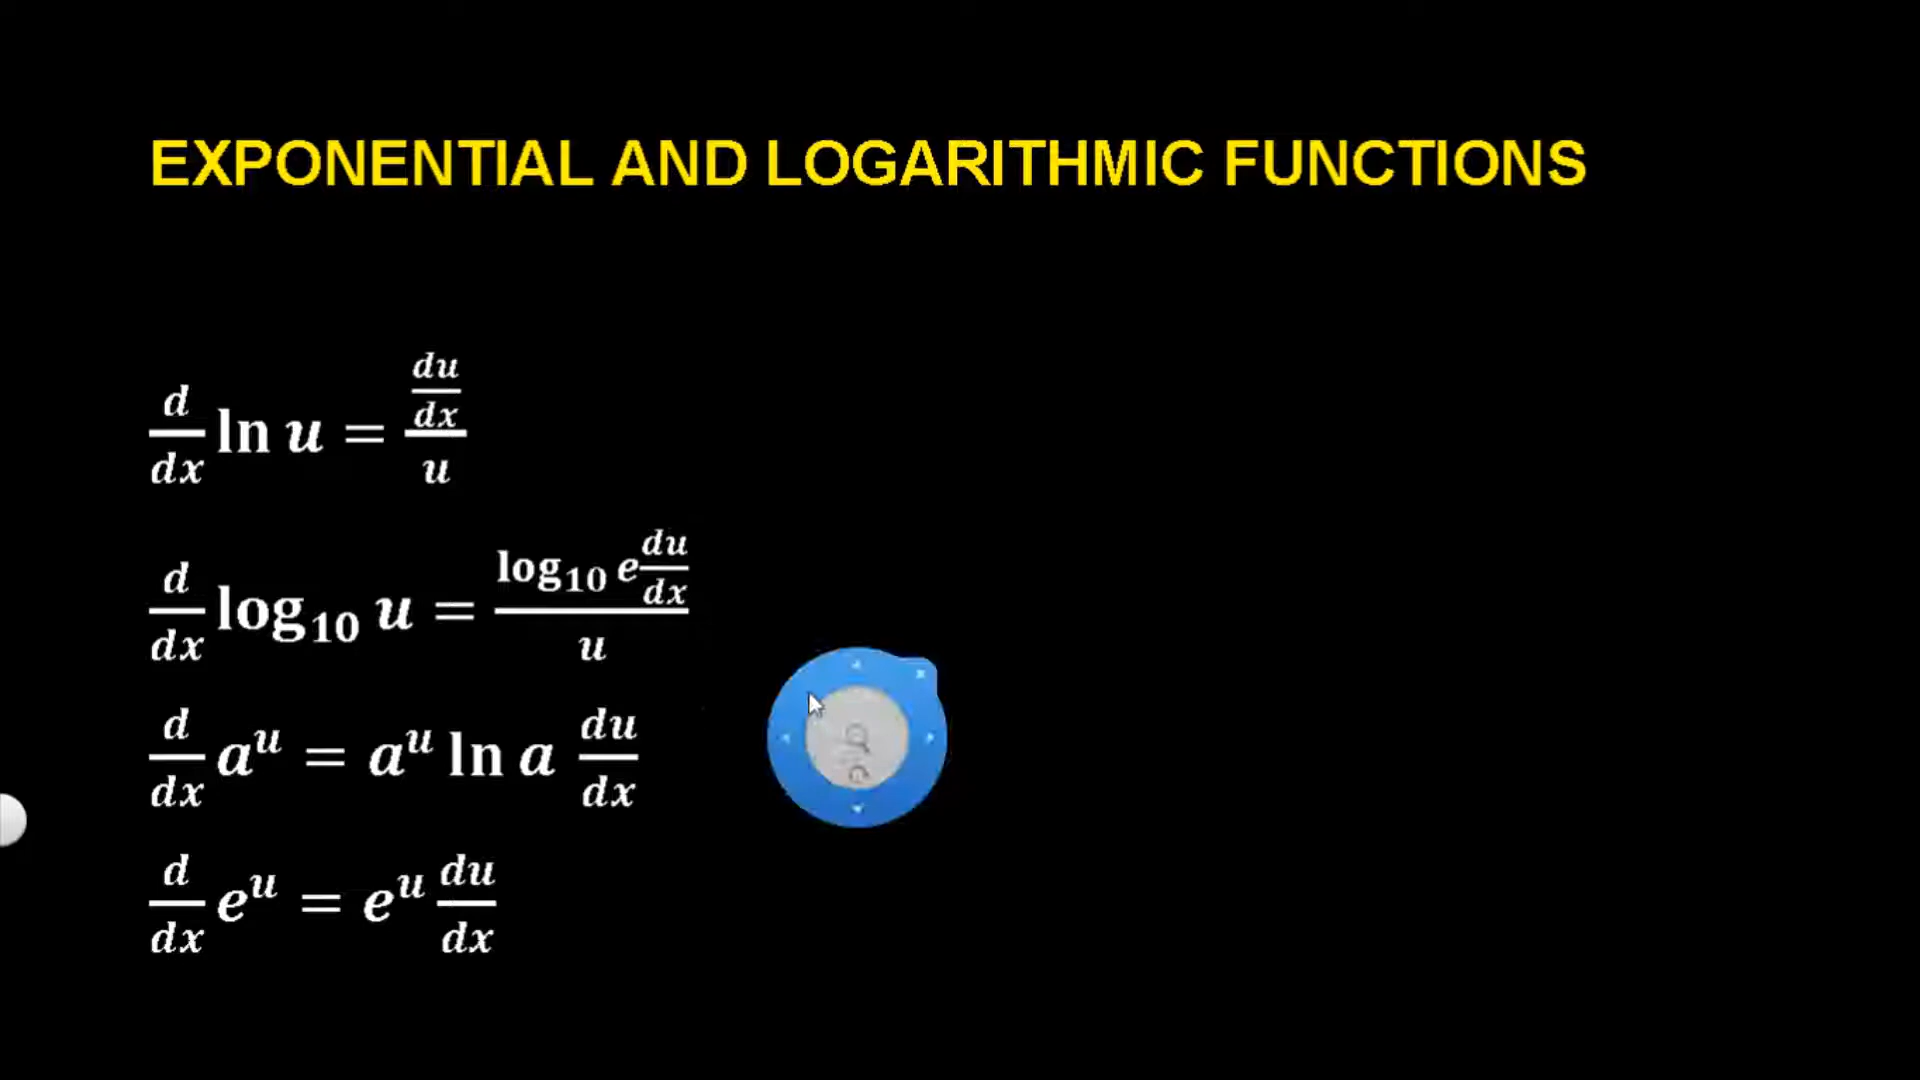 EXPONENTIAL AND LOGARITHMIC FUNCTIONS
d/dx ln u = (du/dx)/u
d/dx log₁₀ u = (log₁₀ e du/dx)/u
d/dx aᵘ = aᵘ ln a du/dx
d/dx eᵘ = eᵘ du/dx